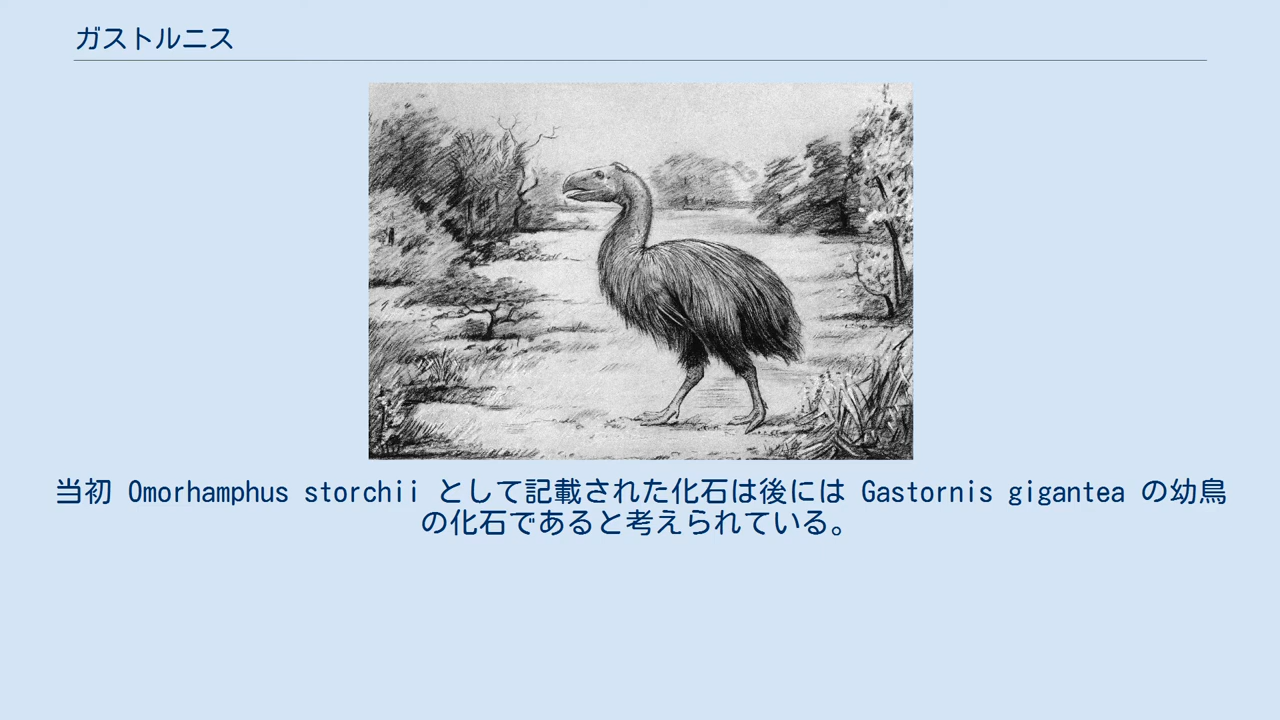 ガストルニス
当初 Omorhamphus storchii として記載された化石は後には Gastornis gigantea の幼鳥
の化石であると考えられている。